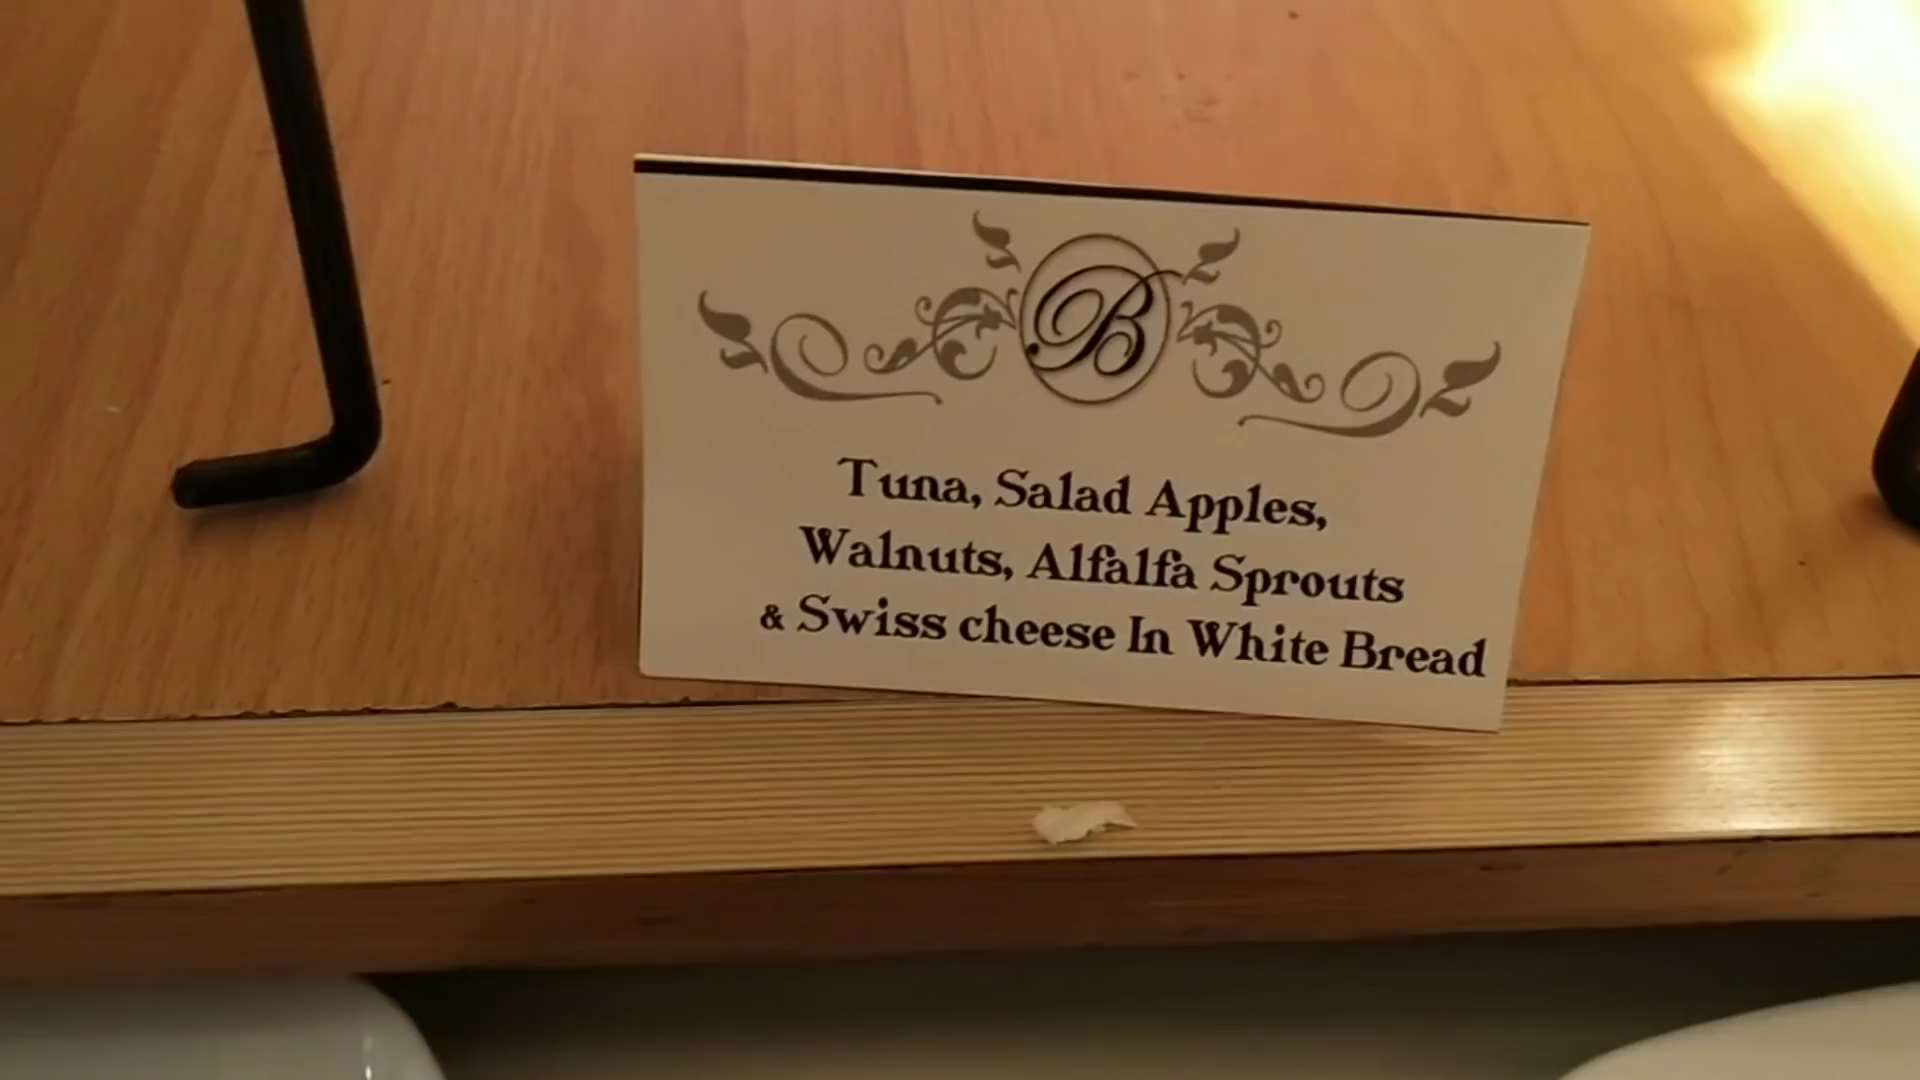 B
Tuna, Salad Apples,
Walnuts, Alfalfa Sprouts
& Swiss cheese In White Bread